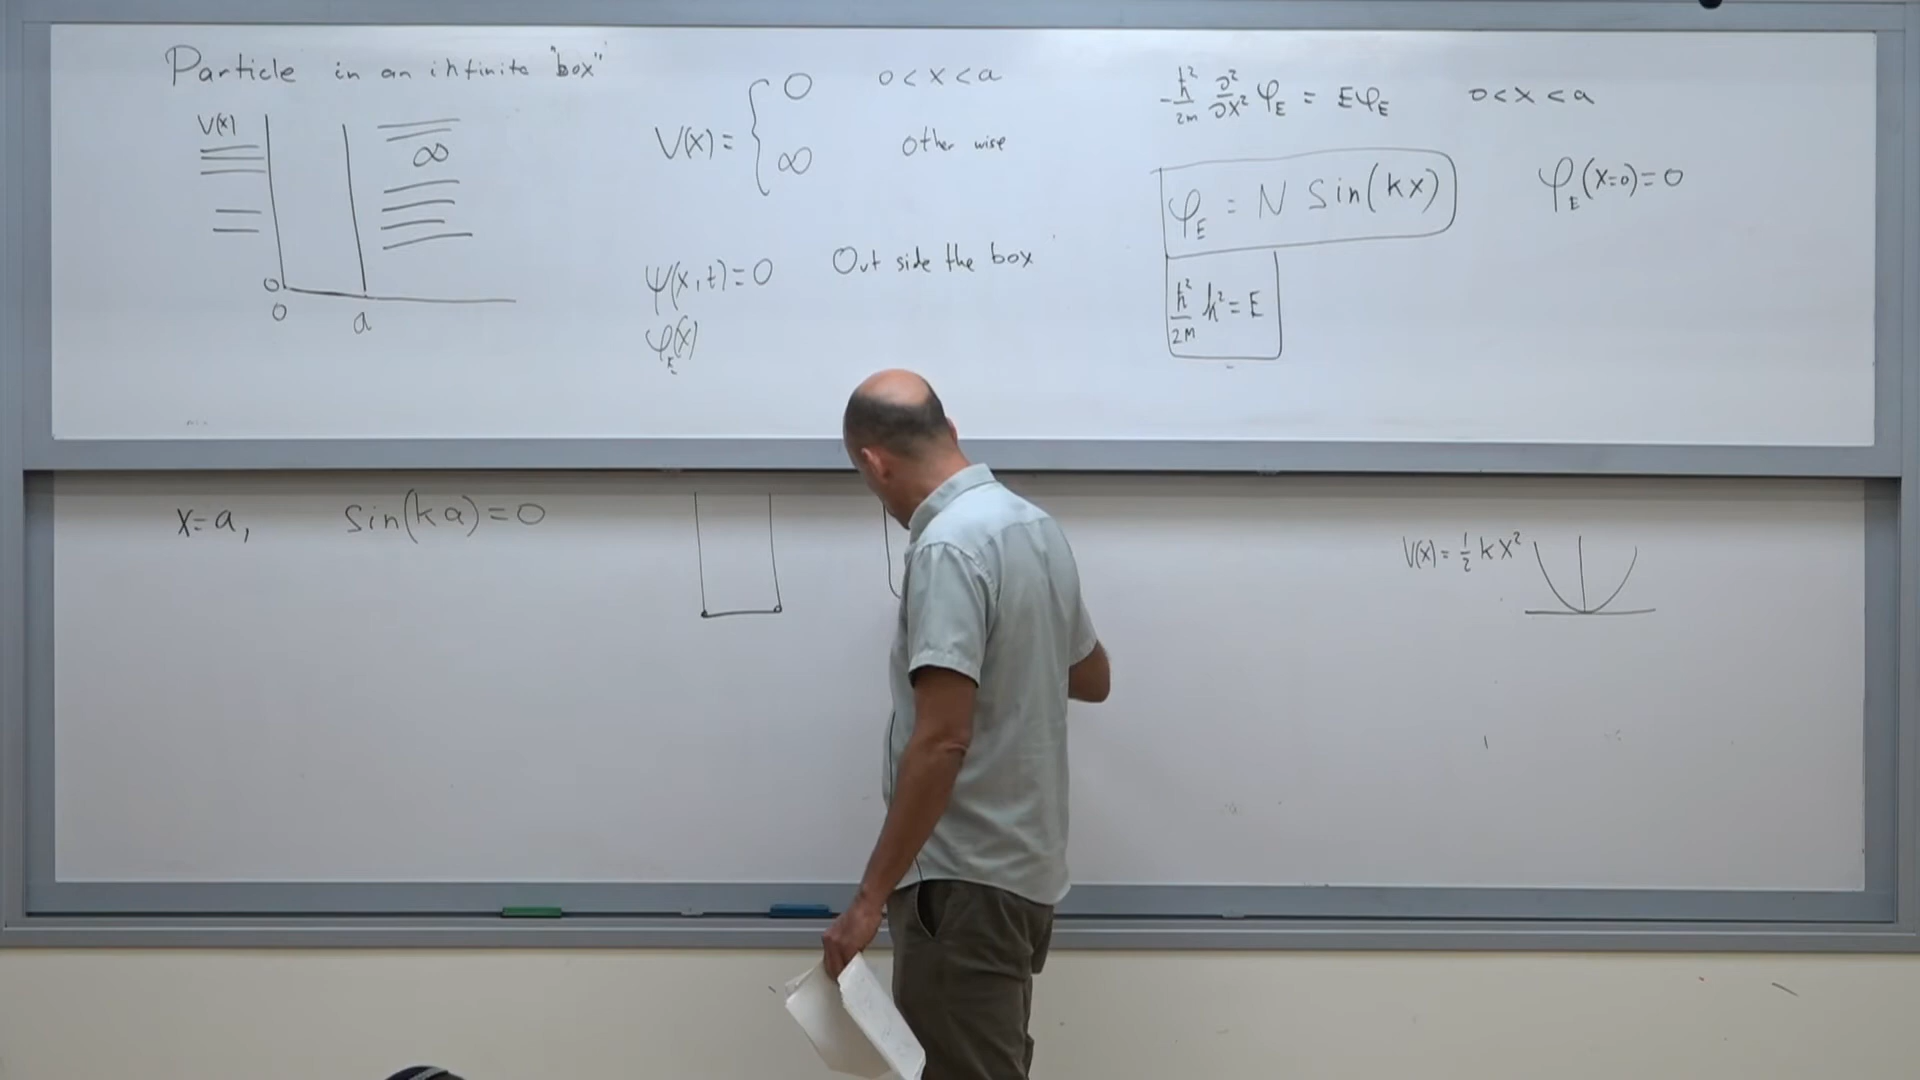 Particle in an infinite "box"
V(x)
∞
0
0 a
V(x) = { 0 0 < x < a
∞ Other wise
ψ(x,t) = 0 Out side the box
φ_E(x)
-ħ²/2m ∂²/∂x² φ_E = Eφ_E 0 < x < a
φ_E = N Sin(kx) φ_E(x=0) = 0
ħ²/2m k² = E
x = a, Sin(ka) = 0
V(x) = 1/2 k x²